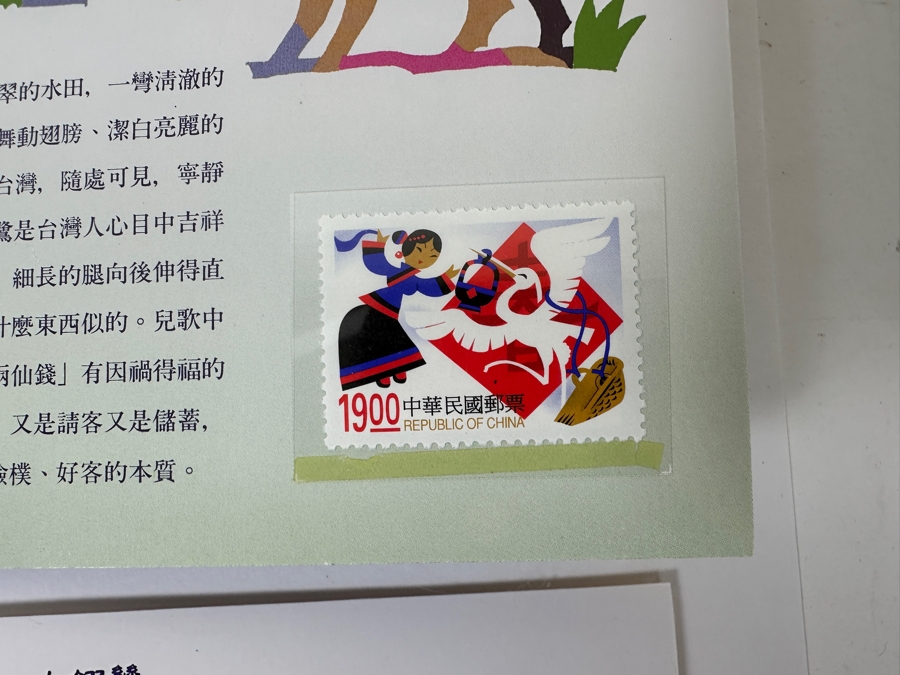 翠的水田，一彎清澈的
舞動翅膀、潔白亮麗的
台灣，隨處可見，寧靜
鷺是台灣人心目中吉祥
細長的腿向後伸得直
什麼東西似的。兒歌中
兩仙錢」有因禍得福的
又是請客又是儲蓄，
儉樸、好客的本質。
1900
中華民國郵票
REPUBLIC OF CHINA